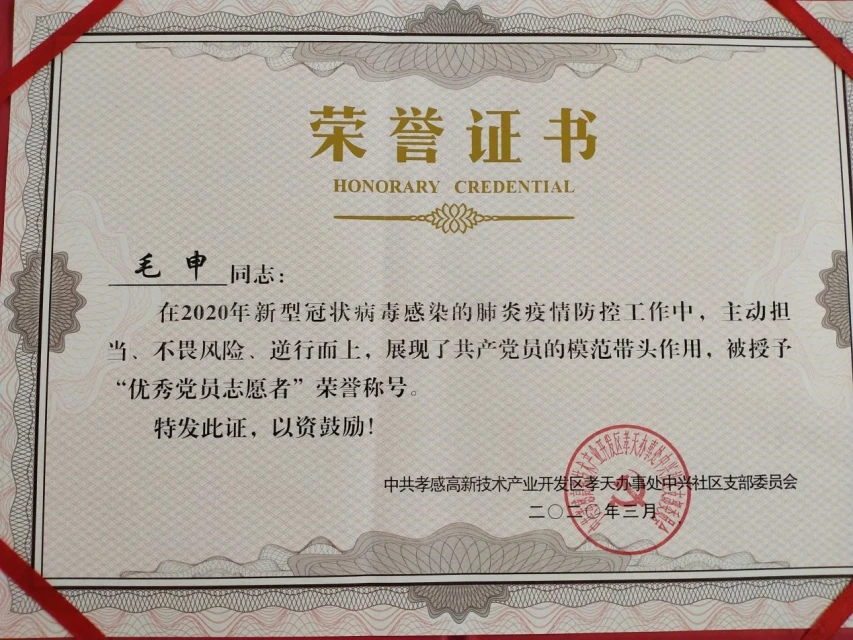 荣誉证书
HONORARY CREDENTIAL
毛申同志：
在2020年新型冠状病毒感染的肺炎疫情防控工作中，主动担
当、不畏风险、逆行而上，展现了共产党员的模范带头作用，被授予
“优秀党员志愿者”荣誉称号。
特发此证，以资鼓励！
中共孝感高新技术产业开发区孝天办事处中兴社区支部委员会
二〇二〇年三月